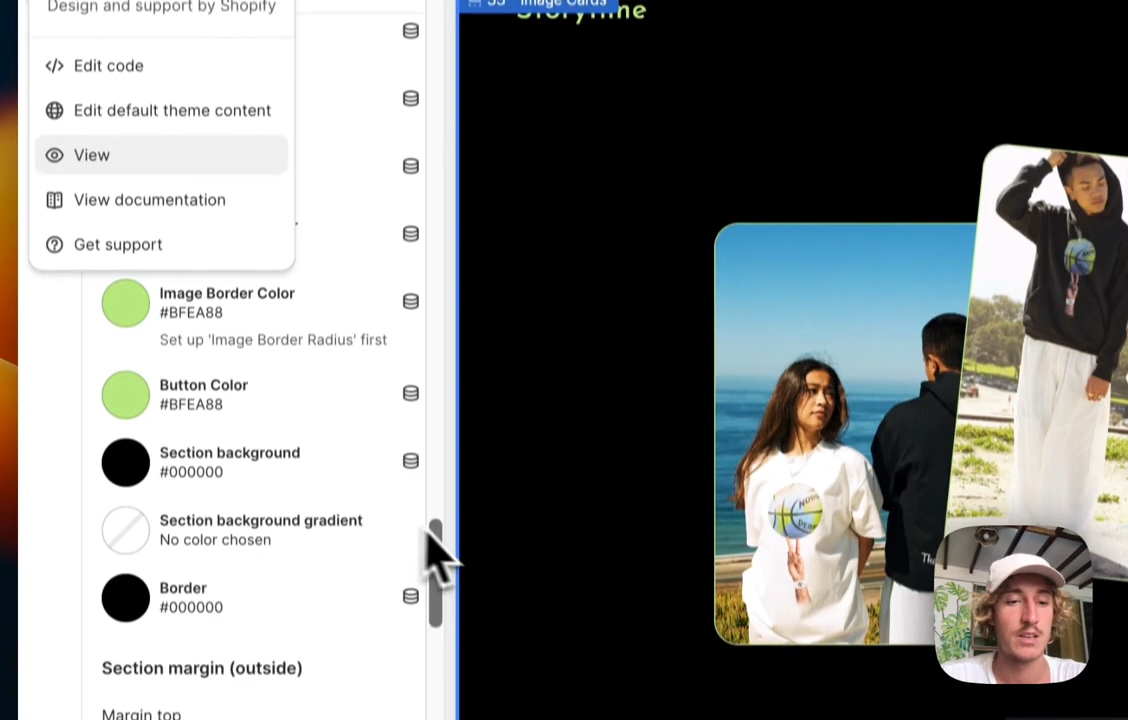 Design and support by Shopify
Edit code
Edit default theme content
View
View documentation
Get support
Image Border Color
#BFEA88
Set up 'Image Border Radius' first
Button Color
#BFEA88
Section background
#000000
Section background gradient
No color chosen
Border
#000000
Section margin (outside)
Margin top
Image Cards